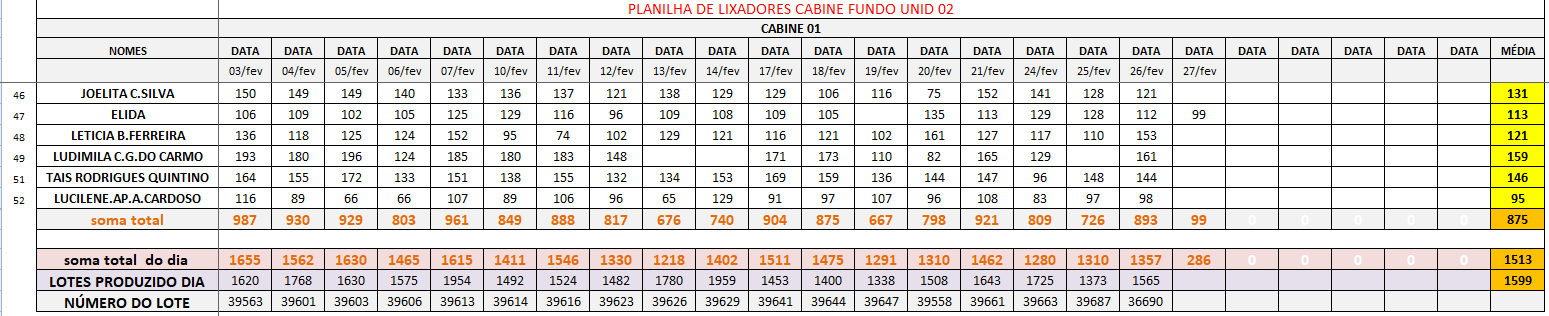 PLANILHA DE LIXADORES CABINE FUNDO UNID 02
CABINE 01
NOMES DATA DATA DATA DATA DATA DATA DATA DATA DATA DATA DATA DATA DATA DATA DATA DATA DATA DATA DATA DATA DATA DATA DATA DATA MÉDIA
03/fev 04/fev 05/fev 06/fev 07/fev 10/fev 11/fev 12/fev 13/fev 14/fev 17/fev 18/fev 19/fev 20/fev 21/fev 24/fev 25/fev 26/fev 27/fev
46 JOELITA C.SILVA 150 149 149 140 133 136 137 121 138 129 129 106 116 75 152 141 128 121 131
47 ELIDA 106 109 102 105 125 129 116 96 109 108 109 105 135 113 129 128 112 99 113
48 LETICIA B.FERREIRA 136 118 125 124 152 95 74 102 129 121 116 121 102 161 127 117 110 153 121
49 LUDIMILA C.G.DO CARMO 193 180 196 124 185 180 183 148 171 173 110 82 165 129 161 159
51 TAIS RODRIGUES QUINTINO 164 155 172 133 151 138 155 132 134 153 169 159 136 144 147 96 148 144 146
52 LUCILENE.AP.A.CARDOSO 116 89 66 66 107 89 106 96 65 129 91 97 107 96 108 83 97 98 95
soma total 987 930 929 803 961 849 888 817 676 740 904 875 667 798 921 809 726 893 99 0 0 0 0 0 875
soma total do dia 1655 1562 1630 1465 1615 1411 1546 1330 1218 1402 1511 1475 1291 1310 1462 1280 1310 1357 286 0 0 0 0 0 1513
LOTES PRODUZIDO DIA 1620 1768 1630 1575 1954 1492 1524 1482 1780 1959 1453 1400 1338 1508 1643 1725 1373 1565 1599
NÚMERO DO LOTE 39563 39601 39603 39606 39613 39614 39616 39623 39626 39629 39641 39644 39647 39558 39661 39663 39687 36690